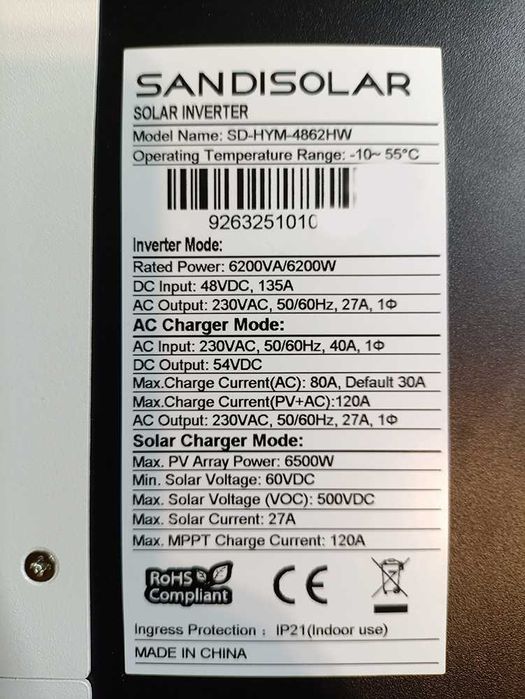 SANDISOLAR
SOLAR INVERTER
Model Name: SD-HYM-4862HW
Operating Temperature Range: -10~ 55°C
9263251010
Inverter Mode:
Rated Power: 6200VA/6200W
DC Input: 48VDC, 135A
AC Output: 230VAC, 50/60Hz, 27A, 1Φ
AC Charger Mode:
AC Input: 230VAC, 50/60Hz, 40A, 1Φ
DC Output: 54VDC
Max.Charge Current(AC): 80A, Default 30A
Max.Charge Current(PV+AC):120A
AC Output: 230VAC, 50/60Hz, 27A, 1Φ
Solar Charger Mode:
Max. PV Array Power: 6500W
Min. Solar Voltage: 60VDC
Max. Solar Voltage (VOC): 500VDC
Max. Solar Current: 27A
Max. MPPT Charge Current: 120A
RoHS
Compliant
CE
Ingress Protection : IP21(Indoor use)
MADE IN CHINA